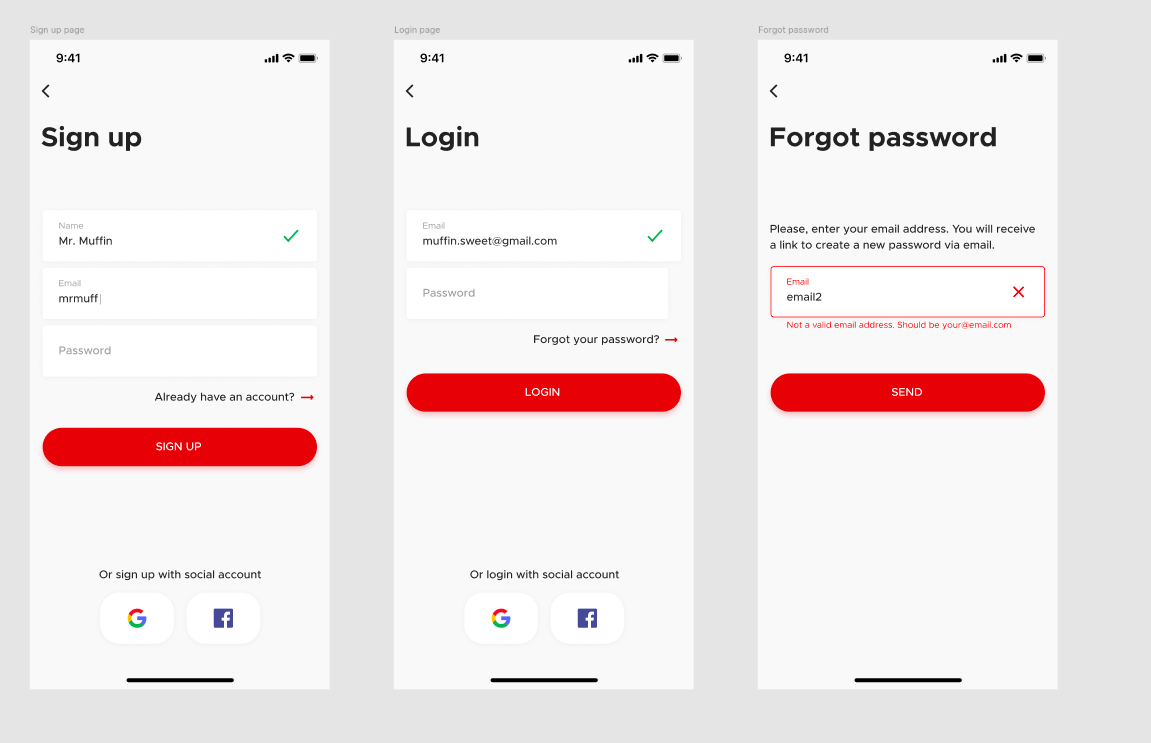 Sign up page
9:41
Sign up
Name
Mr. Muffin
Email
mrmuff
Password
Already have an account?
SIGN UP
Or sign up with social account
G
f
Login page
9:41
Login
Email
muffin.sweet@gmail.com
Password
Forgot your password?
LOGIN
Or login with social account
G
f
Forgot password
9:41
Forgot password
Please, enter your email address. You will receive
a link to create a new password via email.
Email
email2
Not a valid email address. Should be your@email.com
SEND